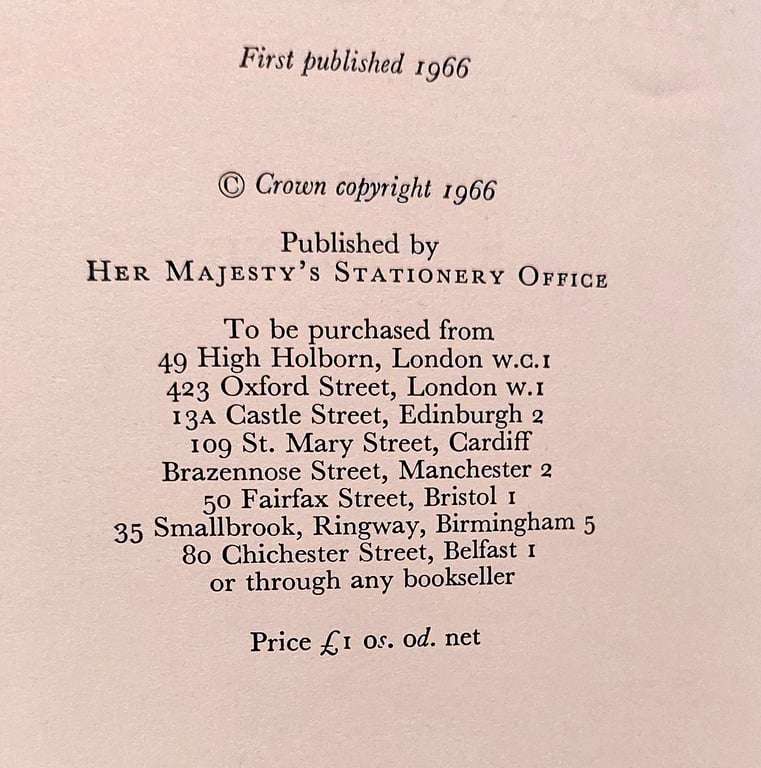 First published 1966
© Crown copyright 1966
Published by
HER MAJESTY'S STATIONERY OFFICE
To be purchased from
49 High Holborn, London W.C.1
423 Oxford Street, London W.1
13A Castle Street, Edinburgh 2
109 St. Mary Street, Cardiff
Brazennose Street, Manchester 2
50 Fairfax Street, Bristol 1
35 Smallbrook, Ringway, Birmingham 5
80 Chichester Street, Belfast 1
or through any bookseller
Price £1 0s. 0d. net